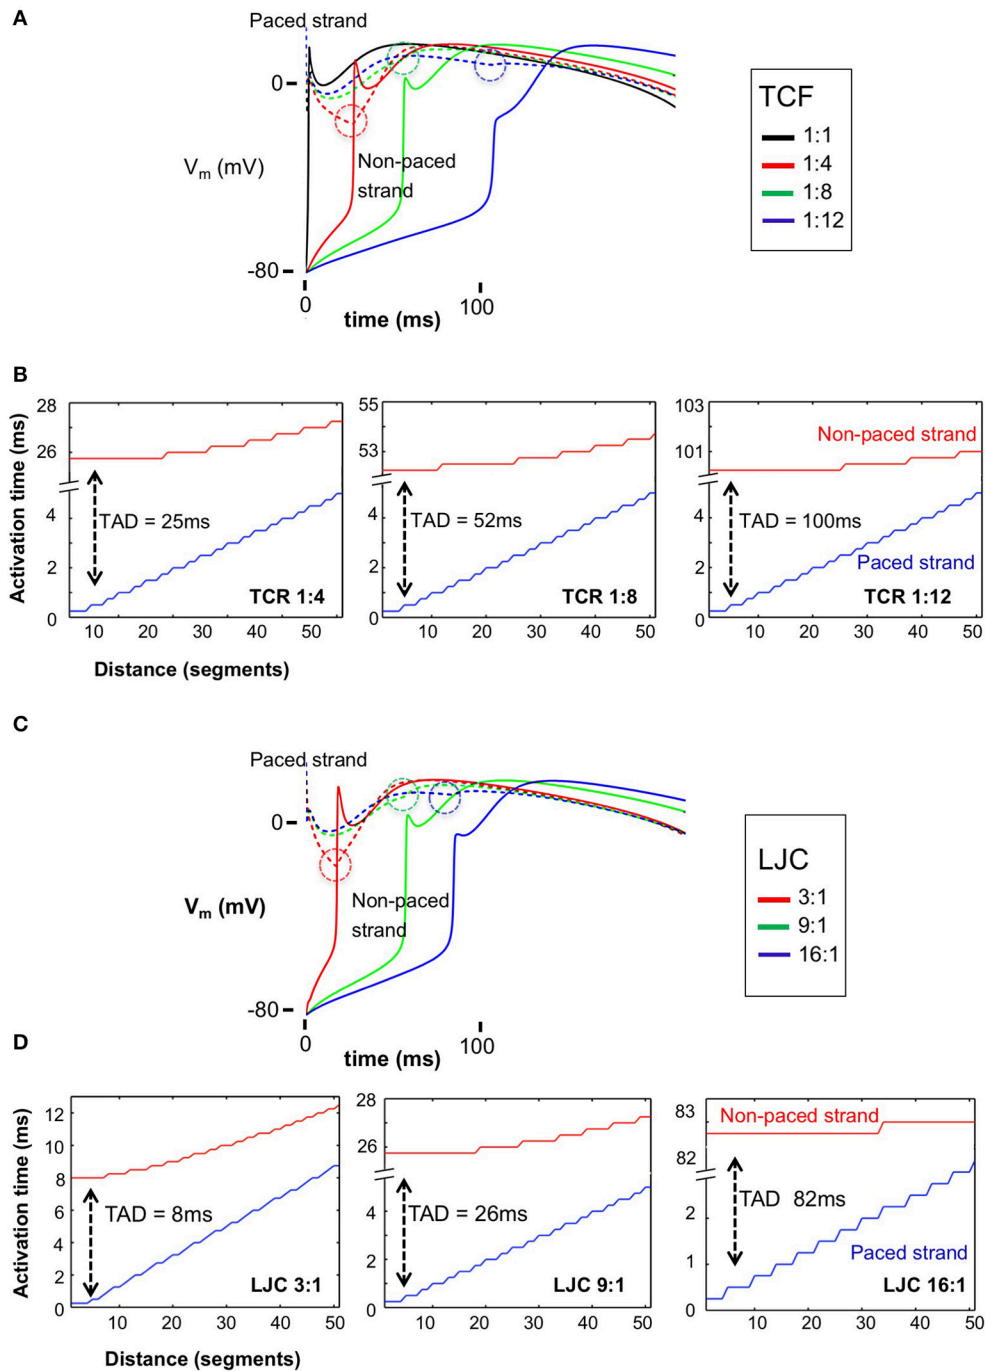 A
Paced strand
0
Vm (mV)
Non-paced
strand
-80
0
100
time (ms)
TCF
1:1
1:4
1:8
1:12
B
Activation time (ms)
28
26
4
2
0
TAD = 25ms
TCR 1:4
10 20 30 40 50
Distance (segments)
55
53
4
2
0
TAD = 52ms
TCR 1:8
10 20 30 40 50
103
101
4
2
0
Non-paced strand
TAD = 100ms
Paced strand
TCR 1:12
10 20 30 40 50
C
Paced strand
0
Vm (mV)
Non-paced
strand
-80
0
100
time (ms)
LJC
3:1
9:1
16:1
D
Activation time (ms)
12
10
8
6
4
2
0
TAD = 8ms
LJC 3:1
10 20 30 40 50
Distance (segments)
28
26
4
2
0
TAD = 26ms
LJC 9:1
10 20 30 40 50
83
82
2
1
0
Non-paced strand
TAD 82ms
Paced strand
LJC 16:1
10 20 30 40 50